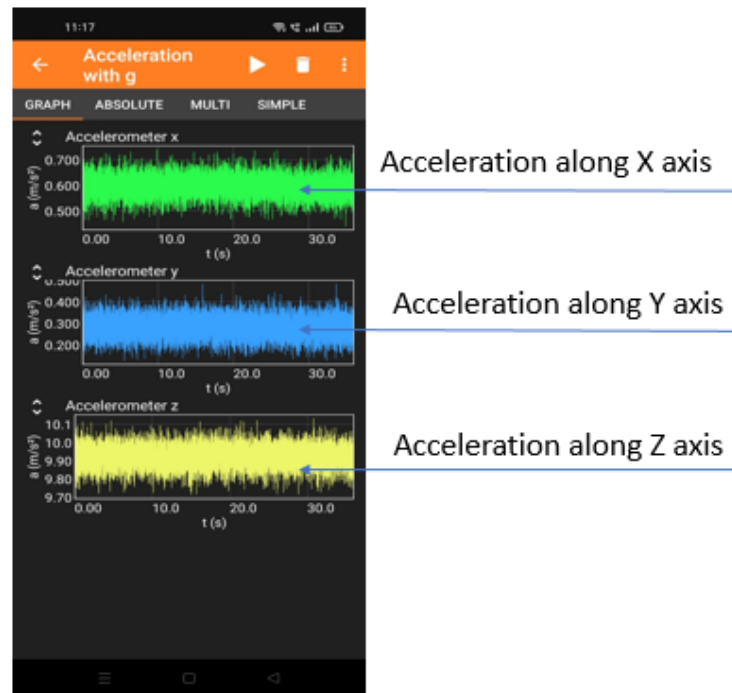 11:17
Acceleration
with g
GRAPH ABSOLUTE MULTI SIMPLE
Accelerometer x
0.700
0.600
0.500
a (m/s²)
0.00 10.0 20.0 30.0
t (s)
Acceleration along X axis
Accelerometer y
0.500
0.400
0.300
0.200
a (m/s²)
0.00 10.0 20.0 30.0
t (s)
Acceleration along Y axis
Accelerometer z
10.1
10.0
9.90
9.80
9.70
a (m/s²)
0.00 10.0 20.0 30.0
t (s)
Acceleration along Z axis